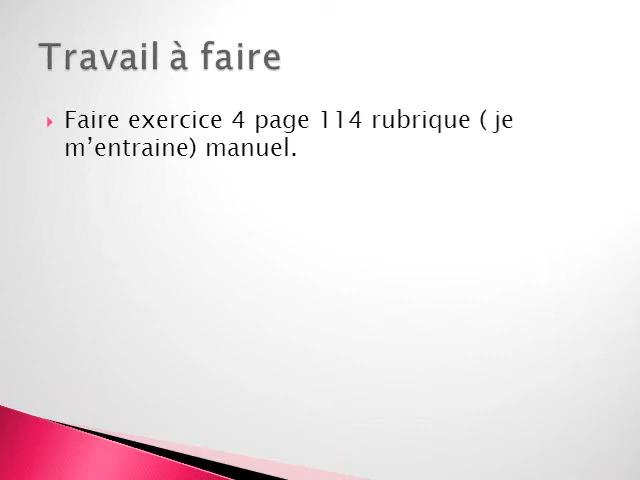 Travail à faire
Faire exercice 4 page 114 rubrique ( je
m’entraine) manuel.